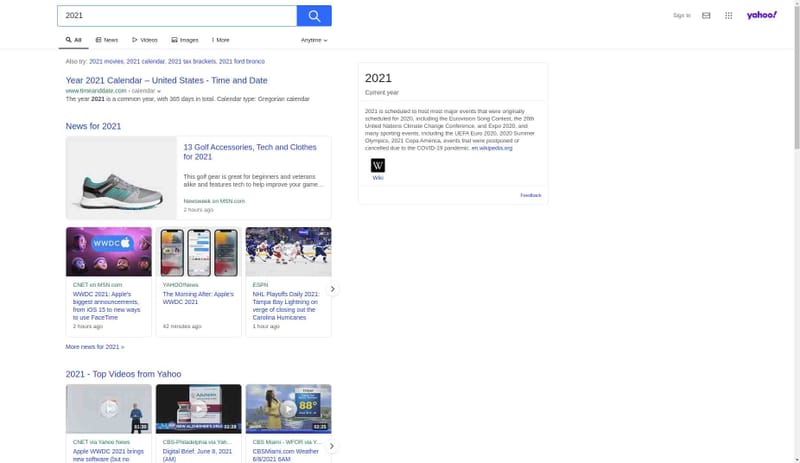 2021
Sign in
yahoo!
All
News
Videos
Images
More
Anytime
Also try: 2021 movies, 2021 calendar, 2021 tax brackets, 2021 ford bronco
Year 2021 Calendar – United States - Time and Date
www.timeanddate.com › calendar
The year 2021 is a common year, with 365 days in total. Calendar type: Gregorian calendar
News for 2021
13 Golf Accessories, Tech and Clothes
for 2021
This golf gear is great for beginners and veterans
alike and features tech to help improve your game…
Newsweek on MSN.com
2 hours ago
WWDC
CNET on MSN.com
WWDC 2021: Apple's
biggest announcements,
from iOS 15 to new ways
to use FaceTime
2 hours ago
YAHOO!News
The Morning After: Apple's
WWDC 2021
42 minutes ago
ESPN
NHL Playoffs Daily 2021:
Tampa Bay Lightning on
verge of closing out the
Carolina Hurricanes
1 hour ago
More news for 2021 »
2021 - Top Videos from Yahoo
01:30
CNET via Yahoo News
Apple WWDC 2021 brings
new software (but no
NEW ALZHEIMER'S DRUG
02:28
CBS-Philadelphia via Yah…
Digital Brief: June 8, 2021
(AM)
88°
02:25
CBS Miami - WFOR via Y…
CBSMiami.com Weather
6/8/2021 6AM
2021
Current year
2021 is scheduled to host most major events that were originally
scheduled for 2020, including the Eurovision Song Contest, the 26th
United Nations Climate Change Conference, and Expo 2020, and
many sporting events, including the UEFA Euro 2020, 2020 Summer
Olympics, 2021 Copa America, events that were postponed or
cancelled due to the COVID-19 pandemic. en.wikipedia.org
W
Wiki
Feedback